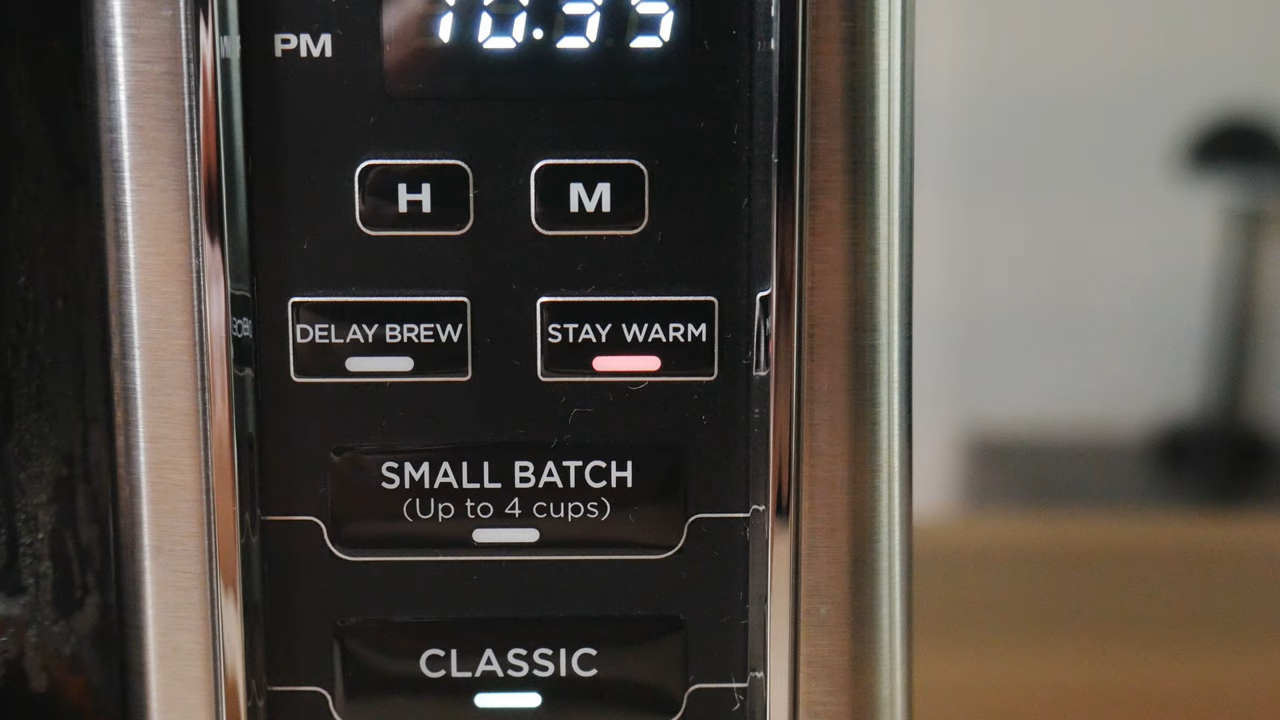 PM
H M
DELAY BREW STAY WARM
SMALL BATCH
(Up to 4 cups)
CLASSIC